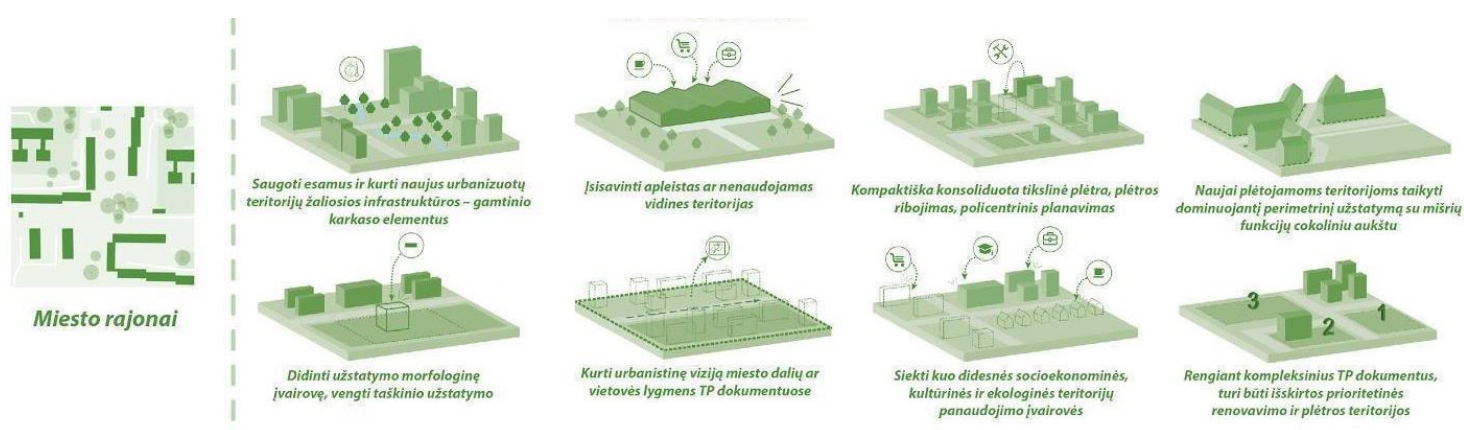 Miesto rajonai
Saugoti esamus ir kurti naujus urbanizuotų
teritorijų žaliosios infrastruktūros – gamtinio
karkaso elementus
Įsisavinti apleistas ar nenaudojamas
vidines teritorijas
Kompaktiška konsoliduota tikslinė plėtra, plėtros
ribojimas, policentrinis planavimas
Naujai plėtojamoms teritorijoms taikyti
dominuojantį perimetrinį užstatymą su mišrių
funkcijų cokoliniu aukštu
Didinti užstatymo morfologinę
įvairovę, vengti taškinio užstatymo
Kurti urbanistinę viziją miesto dalių ar
vietovės lygmens TP dokumentuose
Siekti kuo didesnės socioekonominės,
kultūrinės ir ekologinės teritorijų
panaudojimo įvairovės
3
2
1
Rengiant kompleksinius TP dokumentus,
turi būti išskirtos prioritetinės
renovavimo ir plėtros teritorijos